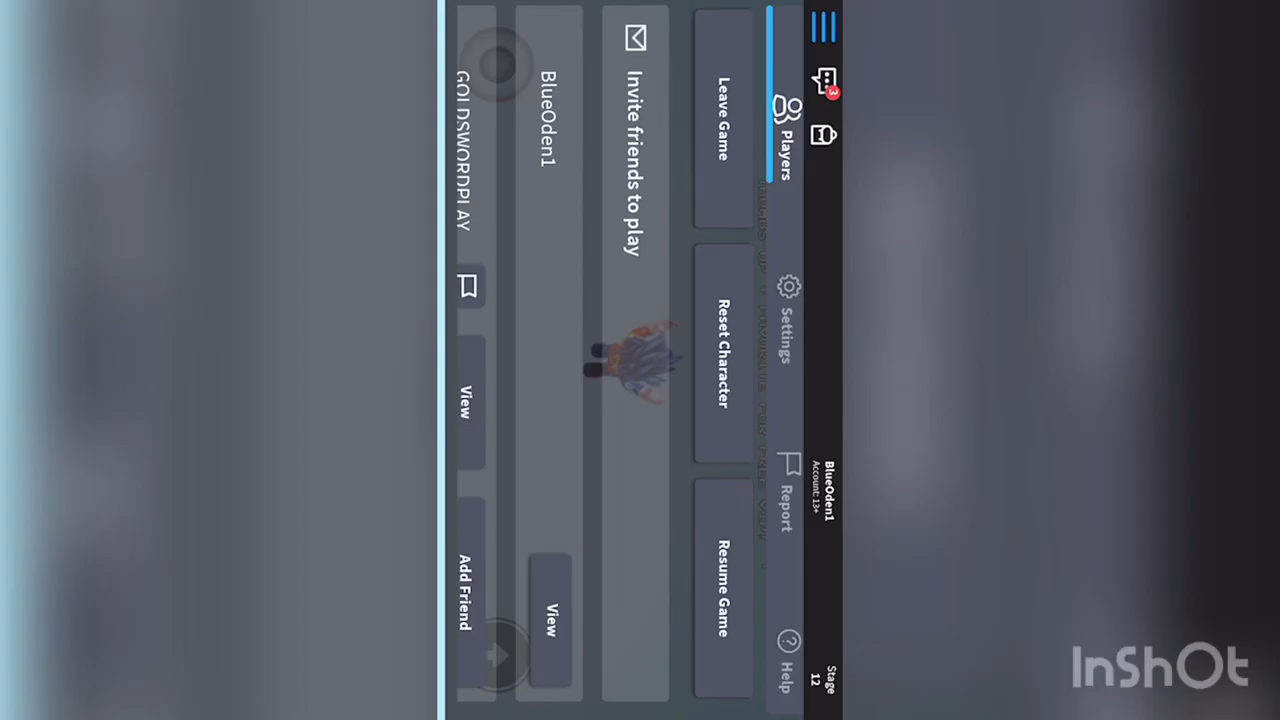 3
BlueOden1
Account: 13+
Stage
12
Players
Settings
Report
Help
Leave Game
Reset Character
Resume Game
Invite friends to play
BlueOden1
View
GOLDSWORDPLAY
View
Add Friend
InShOt